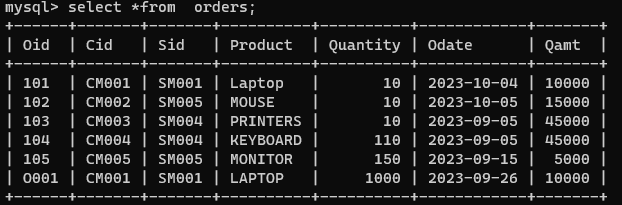 mysql> select *from  orders;
+------+-------+-------+----------+----------+------------+-------+
| Oid  | Cid   | Sid   | Product  | Quantity | Odate      | Qamt  |
+------+-------+-------+----------+----------+------------+-------+
| 101  | CM001 | SM001 | Laptop   |       10 | 2023-10-04 | 10000 |
| 102  | CM002 | SM005 | MOUSE    |       10 | 2023-10-05 | 15000 |
| 103  | CM003 | SM004 | PRINTERS |       10 | 2023-09-05 | 45000 |
| 104  | CM004 | SM004 | KEYBOARD |      110 | 2023-09-05 | 45000 |
| 105  | CM005 | SM005 | MONITOR  |      150 | 2023-09-15 |  5000 |
| O001 | CM001 | SM001 | LAPTOP   |     1000 | 2023-09-26 | 10000 |
+------+-------+-------+----------+----------+------------+-------+